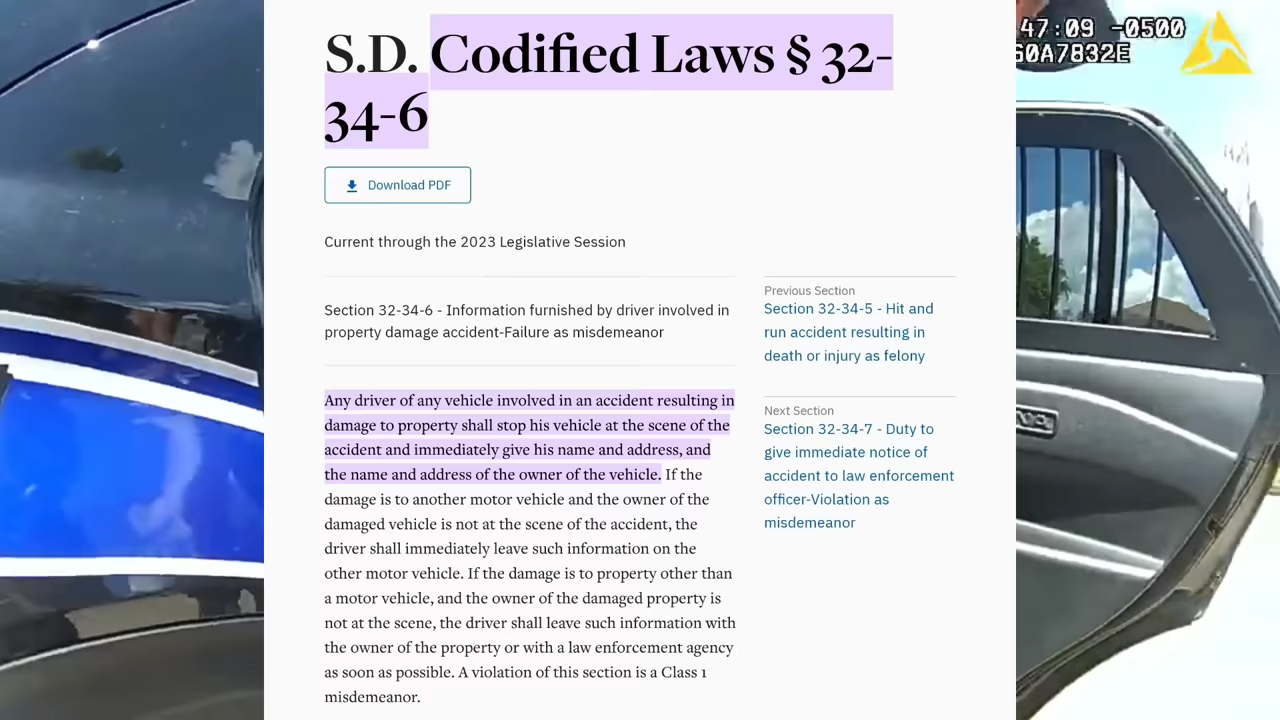 S.D. Codified Laws § 32-
34-6
Download PDF
Current through the 2023 Legislative Session
Section 32-34-6 - Information furnished by driver involved in
property damage accident-Failure as misdemeanor
Any driver of any vehicle involved in an accident resulting in
damage to property shall stop his vehicle at the scene of the
accident and immediately give his name and address, and
the name and address of the owner of the vehicle. If the
damage is to another motor vehicle and the owner of the
damaged vehicle is not at the scene of the accident, the
driver shall immediately leave such information on the
other motor vehicle. If the damage is to property other than
a motor vehicle, and the owner of the damaged property is
not at the scene, the driver shall leave such information with
the owner of the property or with a law enforcement agency
as soon as possible. A violation of this section is a Class 1
misdemeanor.
Previous Section
Section 32-34-5 - Hit and
run accident resulting in
death or injury as felony
Next Section
Section 32-34-7 - Duty to
give immediate notice of
accident to law enforcement
officer-Violation as
misdemeanor
47:09 -0500
60A7832E